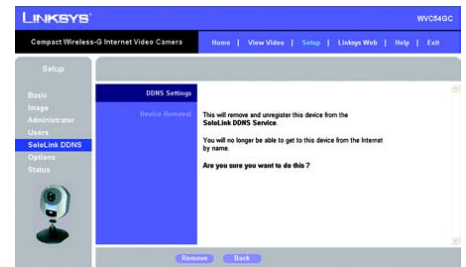 LINKSYS®
WVC54GC
Compact Wireless-G Internet Video Camera
Home | View Video | Setup | Linksys Web | Help | Exit
Setup
Basic
Image
Administrator
Users
SoloLink DDNS
Options
Status
DDNS Settings
Device Removal
This will remove and unregister this device from the
SoloLink DDNS Service.
You will no longer be able to get to this device from the Internet
by name.
Are you sure you want to do this ?
Remove
Back